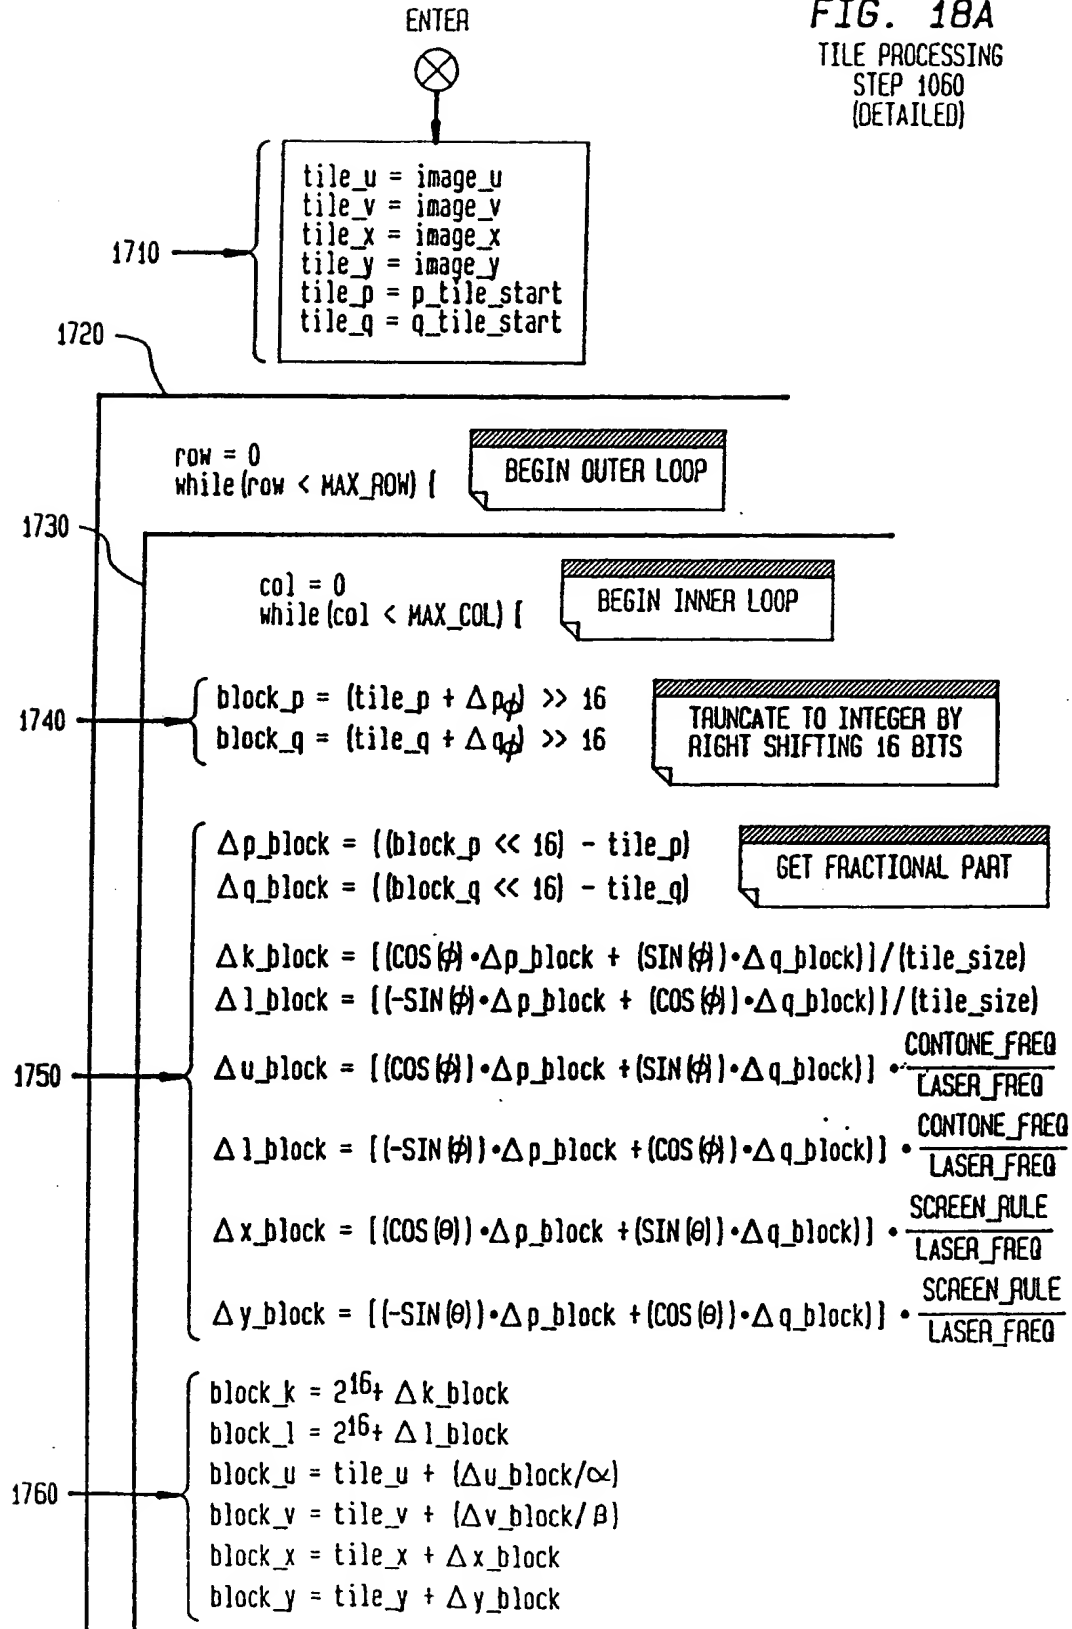 ENTER
FIG. 18A
TILE PROCESSING
STEP 1060
(DETAILED)
tile_u = image_u
tile_v = image_v
tile_x = image_x
tile_y = image_y
tile_p = p_tile_start
tile_q = q_tile_start
1710
1720
row = 0
while(row < MAX_ROW) {
BEGIN OUTER LOOP
1730
col = 0
while(col < MAX_COL) {
BEGIN INNER LOOP
1740
block_p = (tile_p + Δpϕ) >> 16
block_q = (tile_q + Δqϕ) >> 16
TRUNCATE TO INTEGER BY
RIGHT SHIFTING 16 BITS
Δp_block = ((block_p << 16) - tile_p)
Δq_block = ((block_q << 16) - tile_q)
GET FRACTIONAL PART
Δk_block = [(COS(ϕ)•Δp_block + (SIN(ϕ))•Δq_block)]/(tile_size)
Δl_block = [(-SIN(ϕ)•Δp_block + (COS(ϕ))•Δq_block)]/(tile_size)
1750
Δu_block = [(COS(ϕ))•Δp_block +(SIN(ϕ))•Δq_block)] • CONTONE_FREQ
LASER_FREQ
Δl_block = [(-SIN(ϕ))•Δp_block +(COS(ϕ))•Δq_block)] • CONTONE_FREQ
LASER_FREQ
Δx_block = [(COS(θ))•Δp_block +(SIN(θ))•Δq_block)] • SCREEN_RULE
LASER_FREQ
Δy_block = [(-SIN(θ))•Δp_block +(COS(θ))•Δq_block)] • SCREEN_RULE
LASER_FREQ
block_k = 2¹⁶+ Δk_block
block_l = 2¹⁶+ Δl_block
block_u = tile_u + (Δu_block/α)
1760
block_v = tile_v + (Δv_block/β)
block_x = tile_x + Δx_block
block_y = tile_y + Δy_block